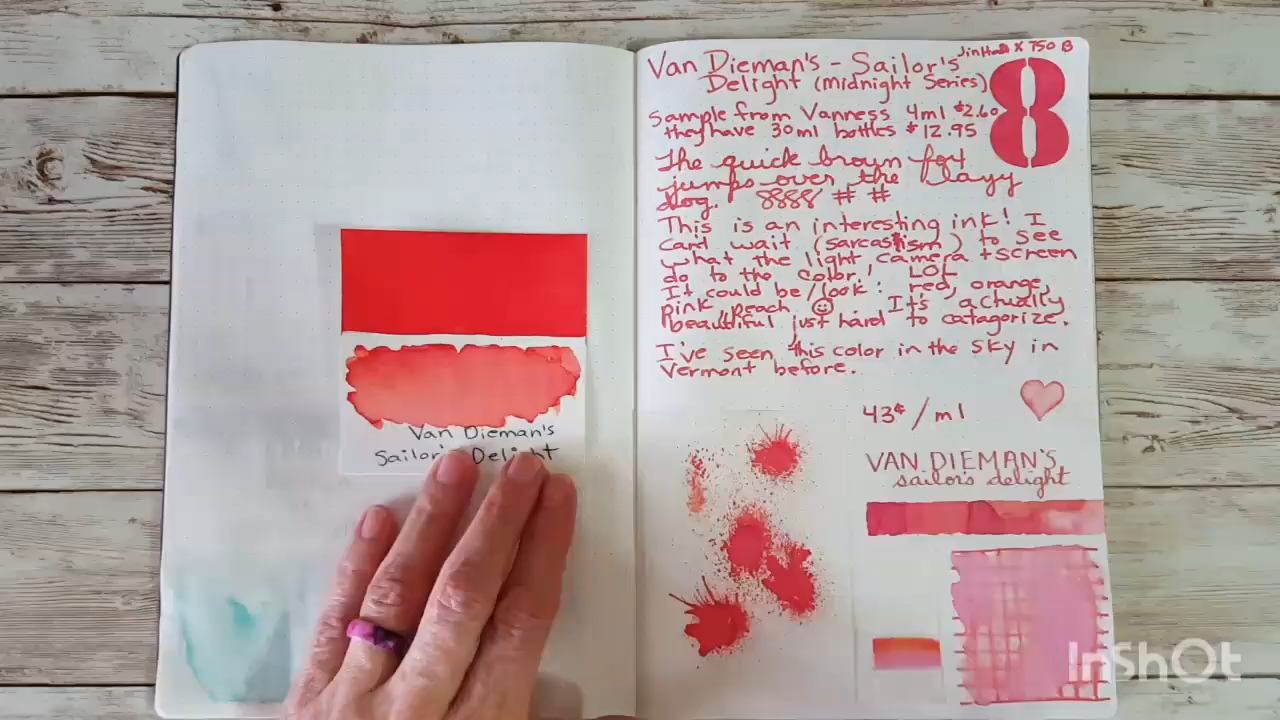 Van Dieman's
Sailor's Delight
Van Dieman's - Sailor's JinHao X 750 B
Delight (Midnight Series)
8
Sample from Vanness 4ml $2.60
they have 30ml bottles $12.95
The quick brown fox
jumps over the lazy
dog. 8888 # #
This is an interesting ink! I
cant wait (sarcastism) to see
what the light camera + screen
do to the color! LOL
It could be/look: red, orange,
pink, peach ☺. It's actually
beautiful just hard to catagorize.
I've seen this color in the sky in
Vermont before.
43¢/ml
VAN DIEMAN'S
sailor's delight
InShOt